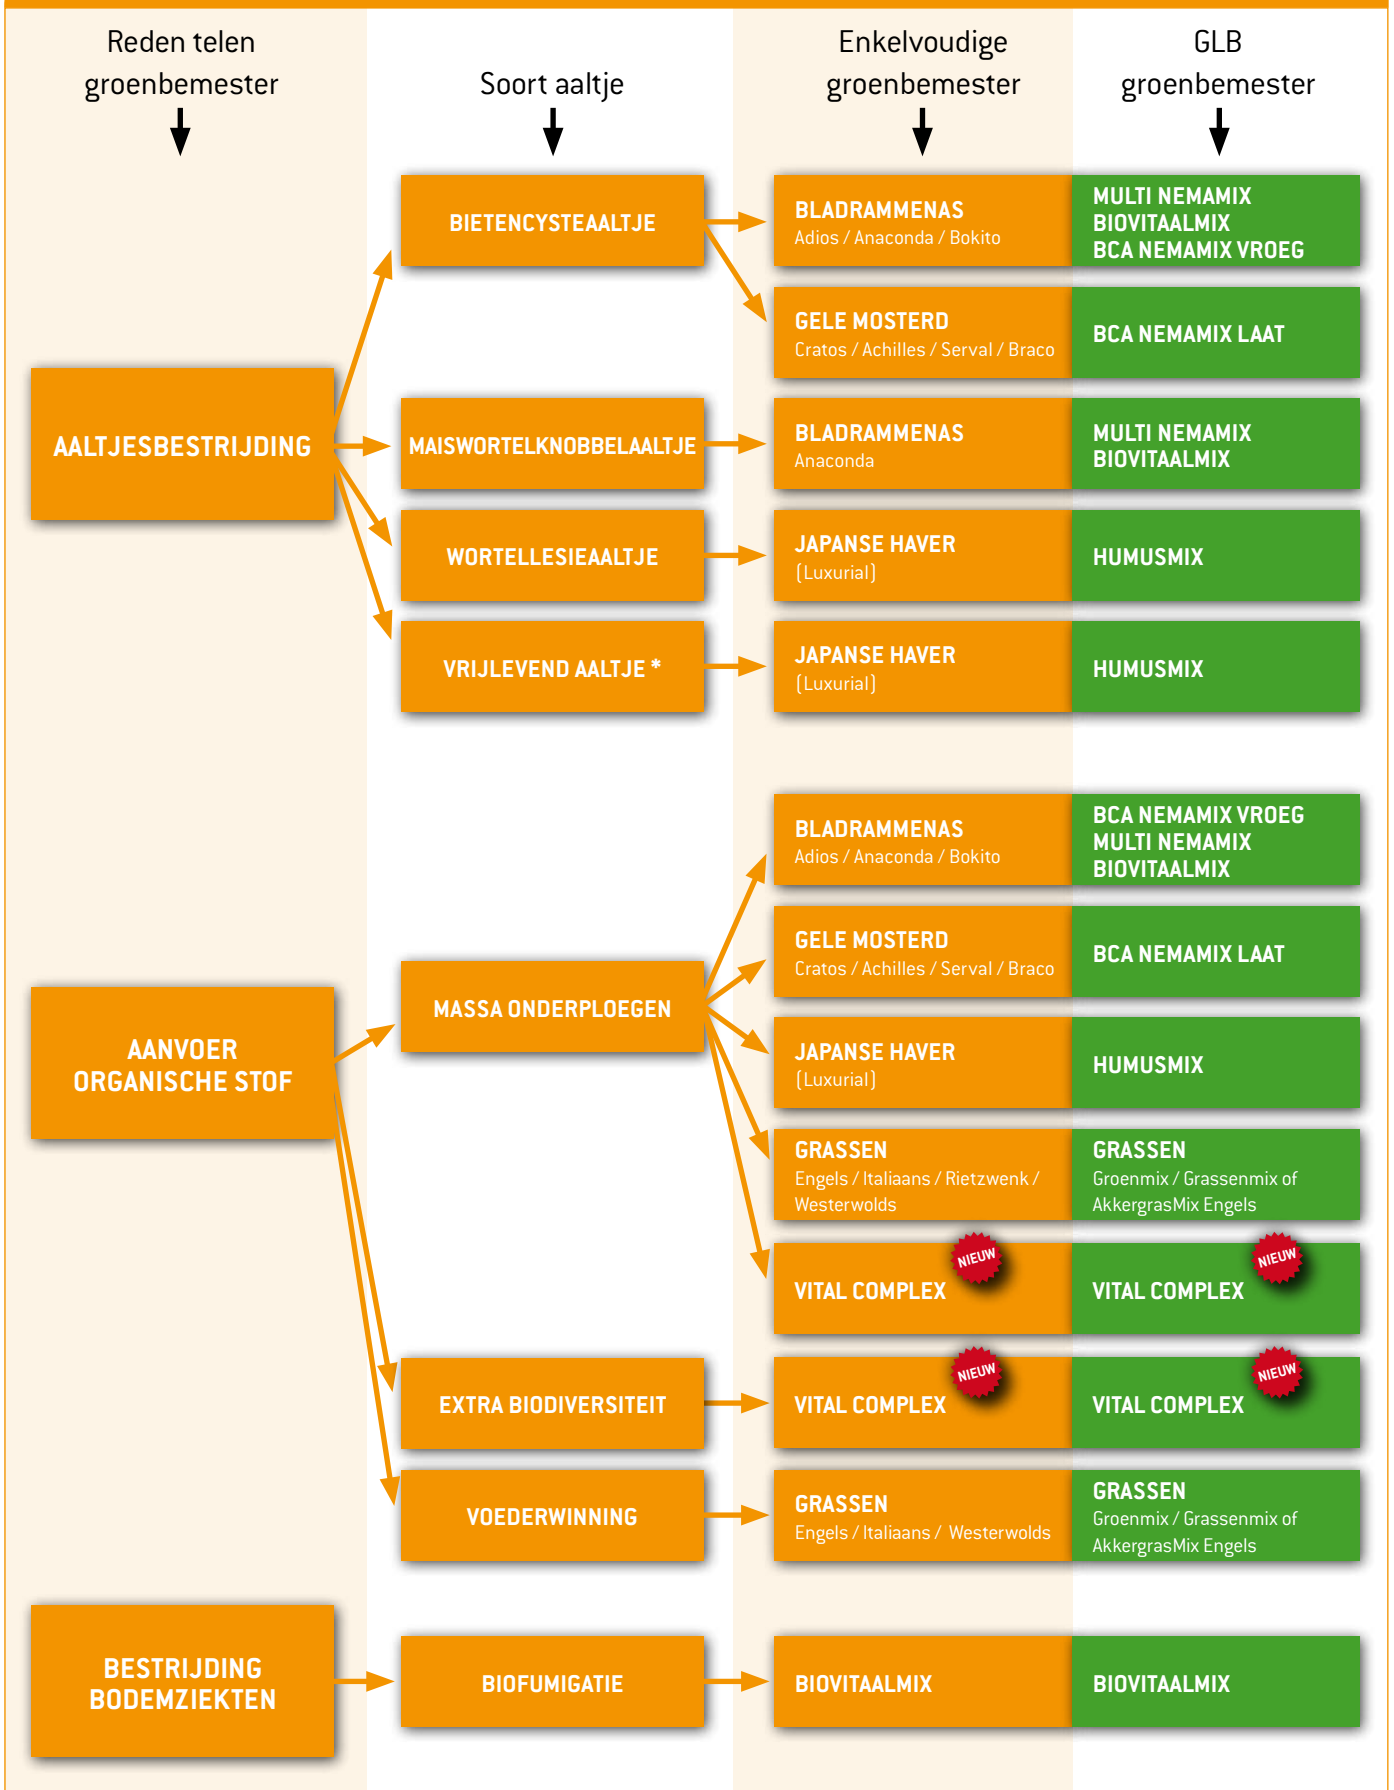 Reden telen
groenbemester
Soort aaltje
Enkelvoudige
groenbemester
GLB
groenbemester
AALTJESBESTRIJDING
BIETENCYSTEAALTJE
BLADRAMMENAS
Adios / Anaconda / Bokito
MULTI NEMAMIX
BIOVITAALMIX
BCA NEMAMIX VROEG
GELE MOSTERD
Cratos / Achilles / Serval / Braco
BCA NEMAMIX LAAT
MAISWORTELKNOBBELAALTJE
BLADRAMMENAS
Anaconda
MULTI NEMAMIX
BIOVITAALMIX
WORTELLESIEAALTJE
JAPANSE HAVER
(Luxurial)
HUMUSMIX
VRIJLEVEND AALTJE *
JAPANSE HAVER
(Luxurial)
HUMUSMIX
AANVOER
ORGANISCHE STOF
MASSA ONDERPLOEGEN
BLADRAMMENAS
Adios / Anaconda / Bokito
BCA NEMAMIX VROEG
MULTI NEMAMIX
BIOVITAALMIX
GELE MOSTERD
Cratos / Achilles / Serval / Braco
BCA NEMAMIX LAAT
JAPANSE HAVER
(Luxurial)
HUMUSMIX
GRASSEN
Engels / Italiaans / Rietzwenk /
Westerwolds
GRASSEN
Groenmix / Grassenmix of
AkkergrasMix Engels
VITAL COMPLEX
NIEUW
VITAL COMPLEX
NIEUW
EXTRA BIODIVERSITEIT
VITAL COMPLEX
NIEUW
VITAL COMPLEX
NIEUW
VOEDERWINNING
GRASSEN
Engels / Italiaans / Westerwolds
GRASSEN
Groenmix / Grassenmix of
AkkergrasMix Engels
BESTRIJDING
BODEMZIEKTEN
BIOFUMIGATIE
BIOVITAALMIX
BIOVITAALMIX